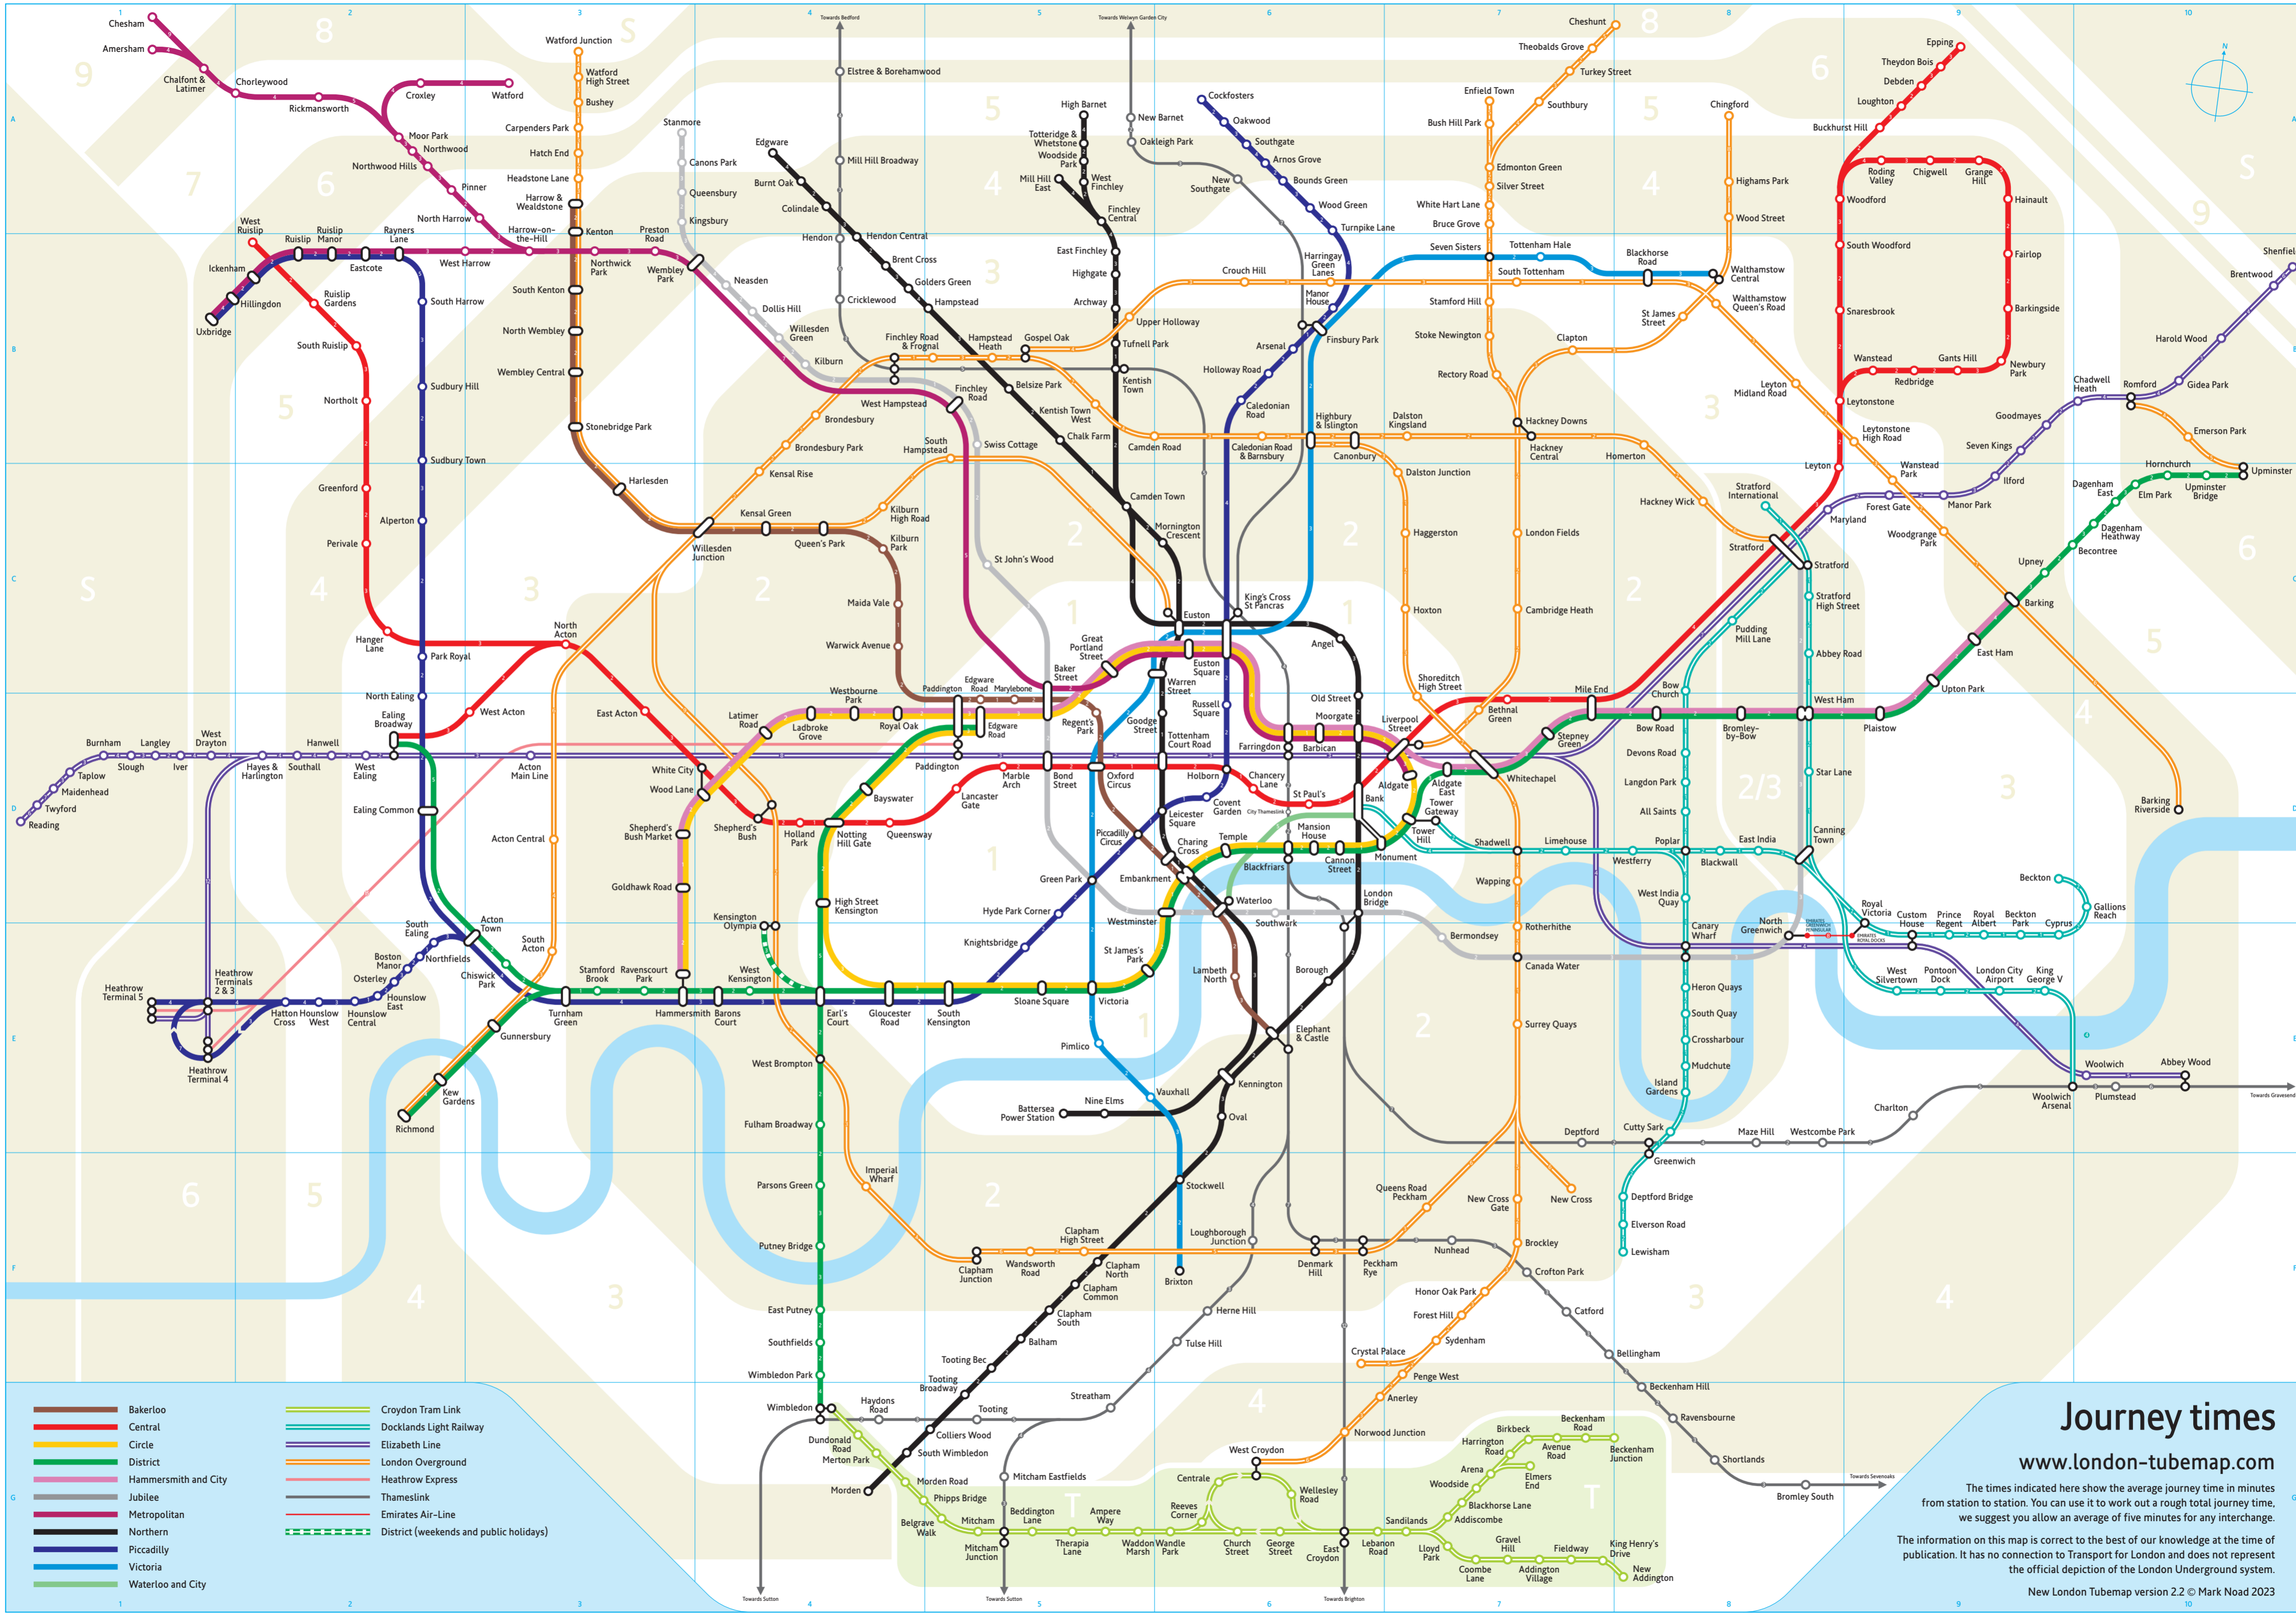 Journey times
www.london-tubemap.com
The times indicated here show the average journey time in minutes
from station to station. You can use it to work out a rough total journey time,
we suggest you allow an average of five minutes for any interchange.
The information on this map is correct to the best of our knowledge at the time of
publication. It has no connection to Transport for London and does not represent
the official depiction of the London Underground system.
New London Tubemap version 2.2 © Mark Noad 2023
Bakerloo
Central
Circle
District
Hammersmith and City
Jubilee
Metropolitan
Northern
Piccadilly
Victoria
Waterloo and City
Croydon Tram Link
Docklands Light Railway
Elizabeth Line
London Overground
Heathrow Express
Thameslink
Emirates Air-Line
District (weekends and public holidays)
Chesham
Amersham
Chalfont &
Latimer
Chorleywood
Rickmansworth
Croxley
Watford
Moor Park
Northwood
Northwood Hills
Pinner
North Harrow
Harrow-on-
the-Hill
Watford Junction
Watford
High Street
Bushey
Carpenders Park
Hatch End
Headstone Lane
Harrow &
Wealdstone
Kenton
Northwick
Park
Preston
Road
Wembley
Park
South Kenton
North Wembley
Wembley Central
Stonebridge Park
Harlesden
Willesden
Junction
Stanmore
Canons Park
Queensbury
Kingsbury
Neasden
Dollis Hill
Willesden
Green
Kilburn
West Hampstead
Finchley
Road
Swiss Cottage
St John's Wood
West
Ruislip
Ruislip
Ruislip
Manor
Eastcote
Rayners
Lane
West Harrow
Ickenham
Hillingdon
Uxbridge
Ruislip
Gardens
South Ruislip
Northolt
Greenford
Perivale
Hanger
Lane
South Harrow
Sudbury Hill
Sudbury Town
Alperton
Park Royal
North Ealing
Ealing
Broadway
West Acton
North
Acton
East Acton
Towards Bedford
Elstree & Borehamwood
Mill Hill Broadway
Hendon
Cricklewood
Edgware
Burnt Oak
Colindale
Hendon Central
Brent Cross
Golders Green
Hampstead
Belsize Park
Chalk Farm
Camden Town
Mornington
Crescent
High Barnet
Totteridge &
Whetstone
Woodside
Park
West
Finchley
Mill Hill
East
Finchley
Central
East Finchley
Highgate
Archway
Tufnell Park
Kentish
Town
Towards Welwyn Garden City
New Barnet
Oakleigh Park
New
Southgate
Cockfosters
Oakwood
Southgate
Arnos Grove
Bounds Green
Wood Green
Turnpike Lane
Harringay
Green
Lanes
Manor
House
Finsbury Park
Arsenal
Holloway Road
Caledonian
Road
Crouch Hill
Upper Holloway
Gospel Oak
Hampstead
Heath
Finchley Road
& Frognal
Brondesbury
Brondesbury Park
Kensal Rise
Kentish Town
West
Camden Road
Caledonian Road
& Barnsbury
Highbury
& Islington
Canonbury
Dalston
Kingsland
Dalston Junction
Haggerston
Hoxton
Shoreditch
High Street
Cheshunt
Theobalds Grove
Turkey Street
Southbury
Enfield Town
Bush Hill Park
Edmonton Green
Silver Street
White Hart Lane
Bruce Grove
Seven Sisters
Tottenham Hale
South Tottenham
Stamford Hill
Stoke Newington
Rectory Road
Hackney Downs
Hackney
Central
Homerton
Hackney Wick
London Fields
Cambridge Heath
Bethnal
Green
Chingford
Highams Park
Wood Street
Blackhorse
Road
Walthamstow
Central
Walthamstow
Queen's Road
St James
Street
Clapton
Leyton
Midland Road
Leytonstone
High Road
Wanstead
Park
Woodgrange
Park
Epping
Theydon Bois
Debden
Loughton
Buckhurst Hill
Roding
Valley
Chigwell
Grange
Hill
Hainault
Fairlop
Barkingside
Newbury
Park
Gants Hill
Redbridge
Wanstead
Woodford
South Woodford
Snaresbrook
Leytonstone
Leyton
Brentwood
Harold Wood
Gidea Park
Romford
Chadwell
Heath
Goodmayes
Seven Kings
Ilford
Manor Park
Forest Gate
Maryland
Emerson Park
Upminster
Upminster
Bridge
Hornchurch
Elm Park
Dagenham
East
Dagenham
Heathway
Becontree
Upney
Barking
East Ham
Upton Park
Plaistow
West Ham
Bromley-
by-Bow
Bow Road
Mile End
Stepney
Green
Whitechapel
Barking
Riverside
Stratford
International
Stratford
Stratford
Stratford
High Street
Abbey Road
Star Lane
Canning
Town
Pudding
Mill Lane
Bow
Church
Devons Road
Langdon Park
All Saints
Poplar
Blackwall
East India
West India
Quay
Canary
Wharf
Heron Quays
South Quay
Crossharbour
Mudchute
Island
Gardens
Cutty Sark
Greenwich
Deptford Bridge
Elverson Road
Lewisham
Shadwell
Limehouse
Westferry
Tower
Gateway
Tower
Hill
Royal
Victoria
Custom
House
Prince
Regent
Royal
Albert
Beckton
Park
Cyprus
Gallions
Reach
Beckton
West
Silvertown
Pontoon
Dock
London City
Airport
King
George V
Woolwich
Arsenal
Woolwich
Abbey Wood
Plumstead
Charlton
Westcombe Park
Maze Hill
Deptford
Towards Gravesend
North
Greenwich
EMIRATES
ROYAL DOCKS
South
Hampstead
Kilburn
High Road
Kilburn
Park
Queen's Park
Kensal Green
Maida Vale
Warwick Avenue
Paddington
Edgware
Road
Marylebone
Baker
Street
Great
Portland
Street
Euston
Square
Euston
King's Cross
St Pancras
Angel
Old Street
Moorgate
Barbican
Farringdon
Liverpool
Street
Aldgate
Aldgate
East
Warren
Street
Regent's
Park
Goodge
Street
Russell
Square
Tottenham
Court Road
Oxford
Circus
Bond
Street
Marble
Arch
Lancaster
Gate
Queensway
Notting
Hill Gate
Holland
Park
Shepherd's
Bush
White City
Wood Lane
Shepherd's
Bush Market
Goldhawk Road
Latimer
Road
Ladbroke
Grove
Westbourne
Park
Royal Oak
Edgware
Road
Paddington
Bayswater
High Street
Kensington
Kensington
Olympia
Holborn
Chancery
Lane
St Paul's
City Thameslink
Bank
Monument
Cannon
Street
Mansion
House
Blackfriars
Temple
Covent
Garden
Leicester
Square
Piccadilly
Circus
Charing
Cross
Embankment
Westminster
St James's
Park
Green Park
Hyde Park Corner
Knightsbridge
Waterloo
Southwark
London
Bridge
Bermondsey
Canada Water
Rotherhithe
Wapping
Surrey Quays
Lambeth
North
Borough
Elephant
& Castle
Kennington
Oval
Nine Elms
Battersea
Power Station
Vauxhall
Pimlico
Victoria
Sloane Square
South
Kensington
Gloucester
Road
Earl's
Court
West
Kensington
Barons
Court
Hammersmith
Ravenscourt
Park
Stamford
Brook
Turnham
Green
Chiswick
Park
Acton
Town
Ealing Common
South
Ealing
Northfields
Boston
Manor
Osterley
Hounslow
East
Hounslow
Central
Hounslow
West
Hatton
Cross
Heathrow
Terminals
2 & 3
Heathrow
Terminal 5
Heathrow
Terminal 4
Gunnersbury
Kew
Gardens
Richmond
South
Acton
Acton Central
Acton
Main Line
West
Ealing
Hanwell
Southall
Hayes &
Harlington
West
Drayton
Iver
Langley
Slough
Burnham
Taplow
Maidenhead
Twyford
Reading
West Brompton
Fulham Broadway
Parsons Green
Putney Bridge
East Putney
Southfields
Wimbledon Park
Wimbledon
Imperial
Wharf
Clapham
Junction
Wandsworth
Road
Clapham
High Street
Clapham
North
Clapham
Common
Clapham
South
Balham
Tooting Bec
Tooting
Broadway
Colliers Wood
South Wimbledon
Morden
Stockwell
Brixton
Loughborough
Junction
Herne Hill
Tulse Hill
Streatham
Tooting
Haydons
Road
Denmark
Hill
Peckham
Rye
Queens Road
Peckham
Nunhead
Crofton Park
Catford
Bellingham
Beckenham Hill
Ravensbourne
Shortlands
Bromley South
Towards Sevenoaks
New Cross
Gate
New Cross
Brockley
Honor Oak Park
Forest Hill
Sydenham
Crystal Palace
Penge West
Anerley
Norwood Junction
West Croydon
Dundonald
Road
Merton Park
Morden Road
Phipps Bridge
Belgrave
Walk
Mitcham
Mitcham
Junction
Mitcham Eastfields
Beddington
Lane
Therapia
Lane
Ampere
Way
Waddon
Marsh
Wandle
Park
Reeves
Corner
Centrale
Church
Street
George
Street
Wellesley
Road
East
Croydon
Lebanon
Road
Sandilands
Lloyd
Park
Coombe
Lane
Gravel
Hill
Addington
Village
Fieldway
King Henry's
Drive
New
Addington
Addiscombe
Blackhorse Lane
Woodside
Arena
Elmers
End
Harrington
Road
Birkbeck
Avenue
Road
Beckenham
Road
Beckenham
Junction
Towards Sutton
Towards Sutton
Towards Brighton